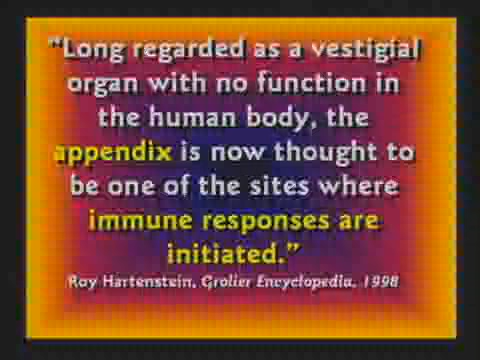 “Long regarded as a vestigial
organ with no function in
the human body, the
appendix is now thought to
be one of the sites where
immune responses are
initiated.”
Roy Hartenstein, Grolier Encyclopedia, 1998